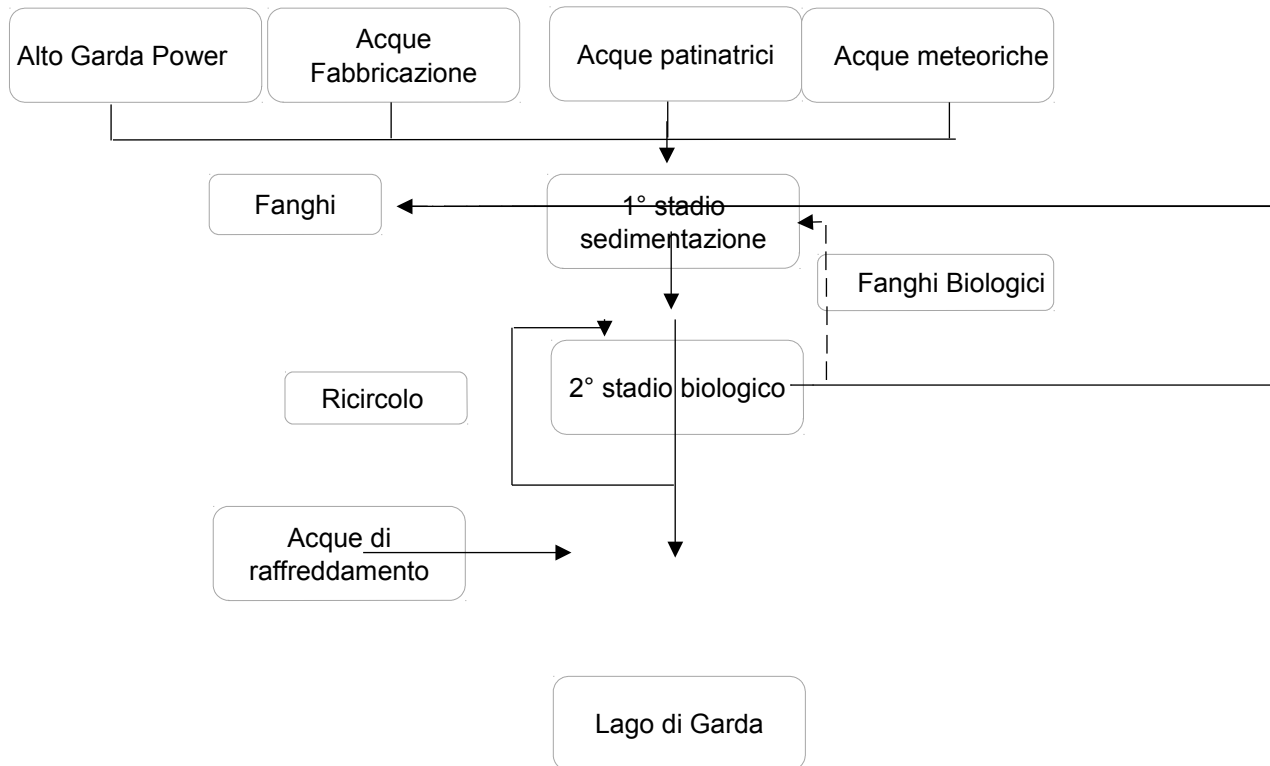 Alto Garda Power
Acque
Fabbricazione
Acque patinatrici
Acque meteoriche
Fanghi
1° stadio
sedimentazione
Fanghi Biologici
Ricircolo
2° stadio biologico
Acque di
raffreddamento
Lago di Garda